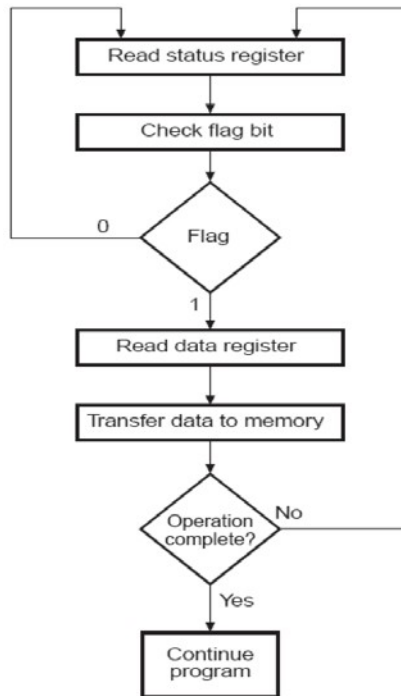 Read status register
Check flag bit
Flag
0
1
Read data register
Transfer data to memory
Operation
complete?
No
Yes
Continue
program